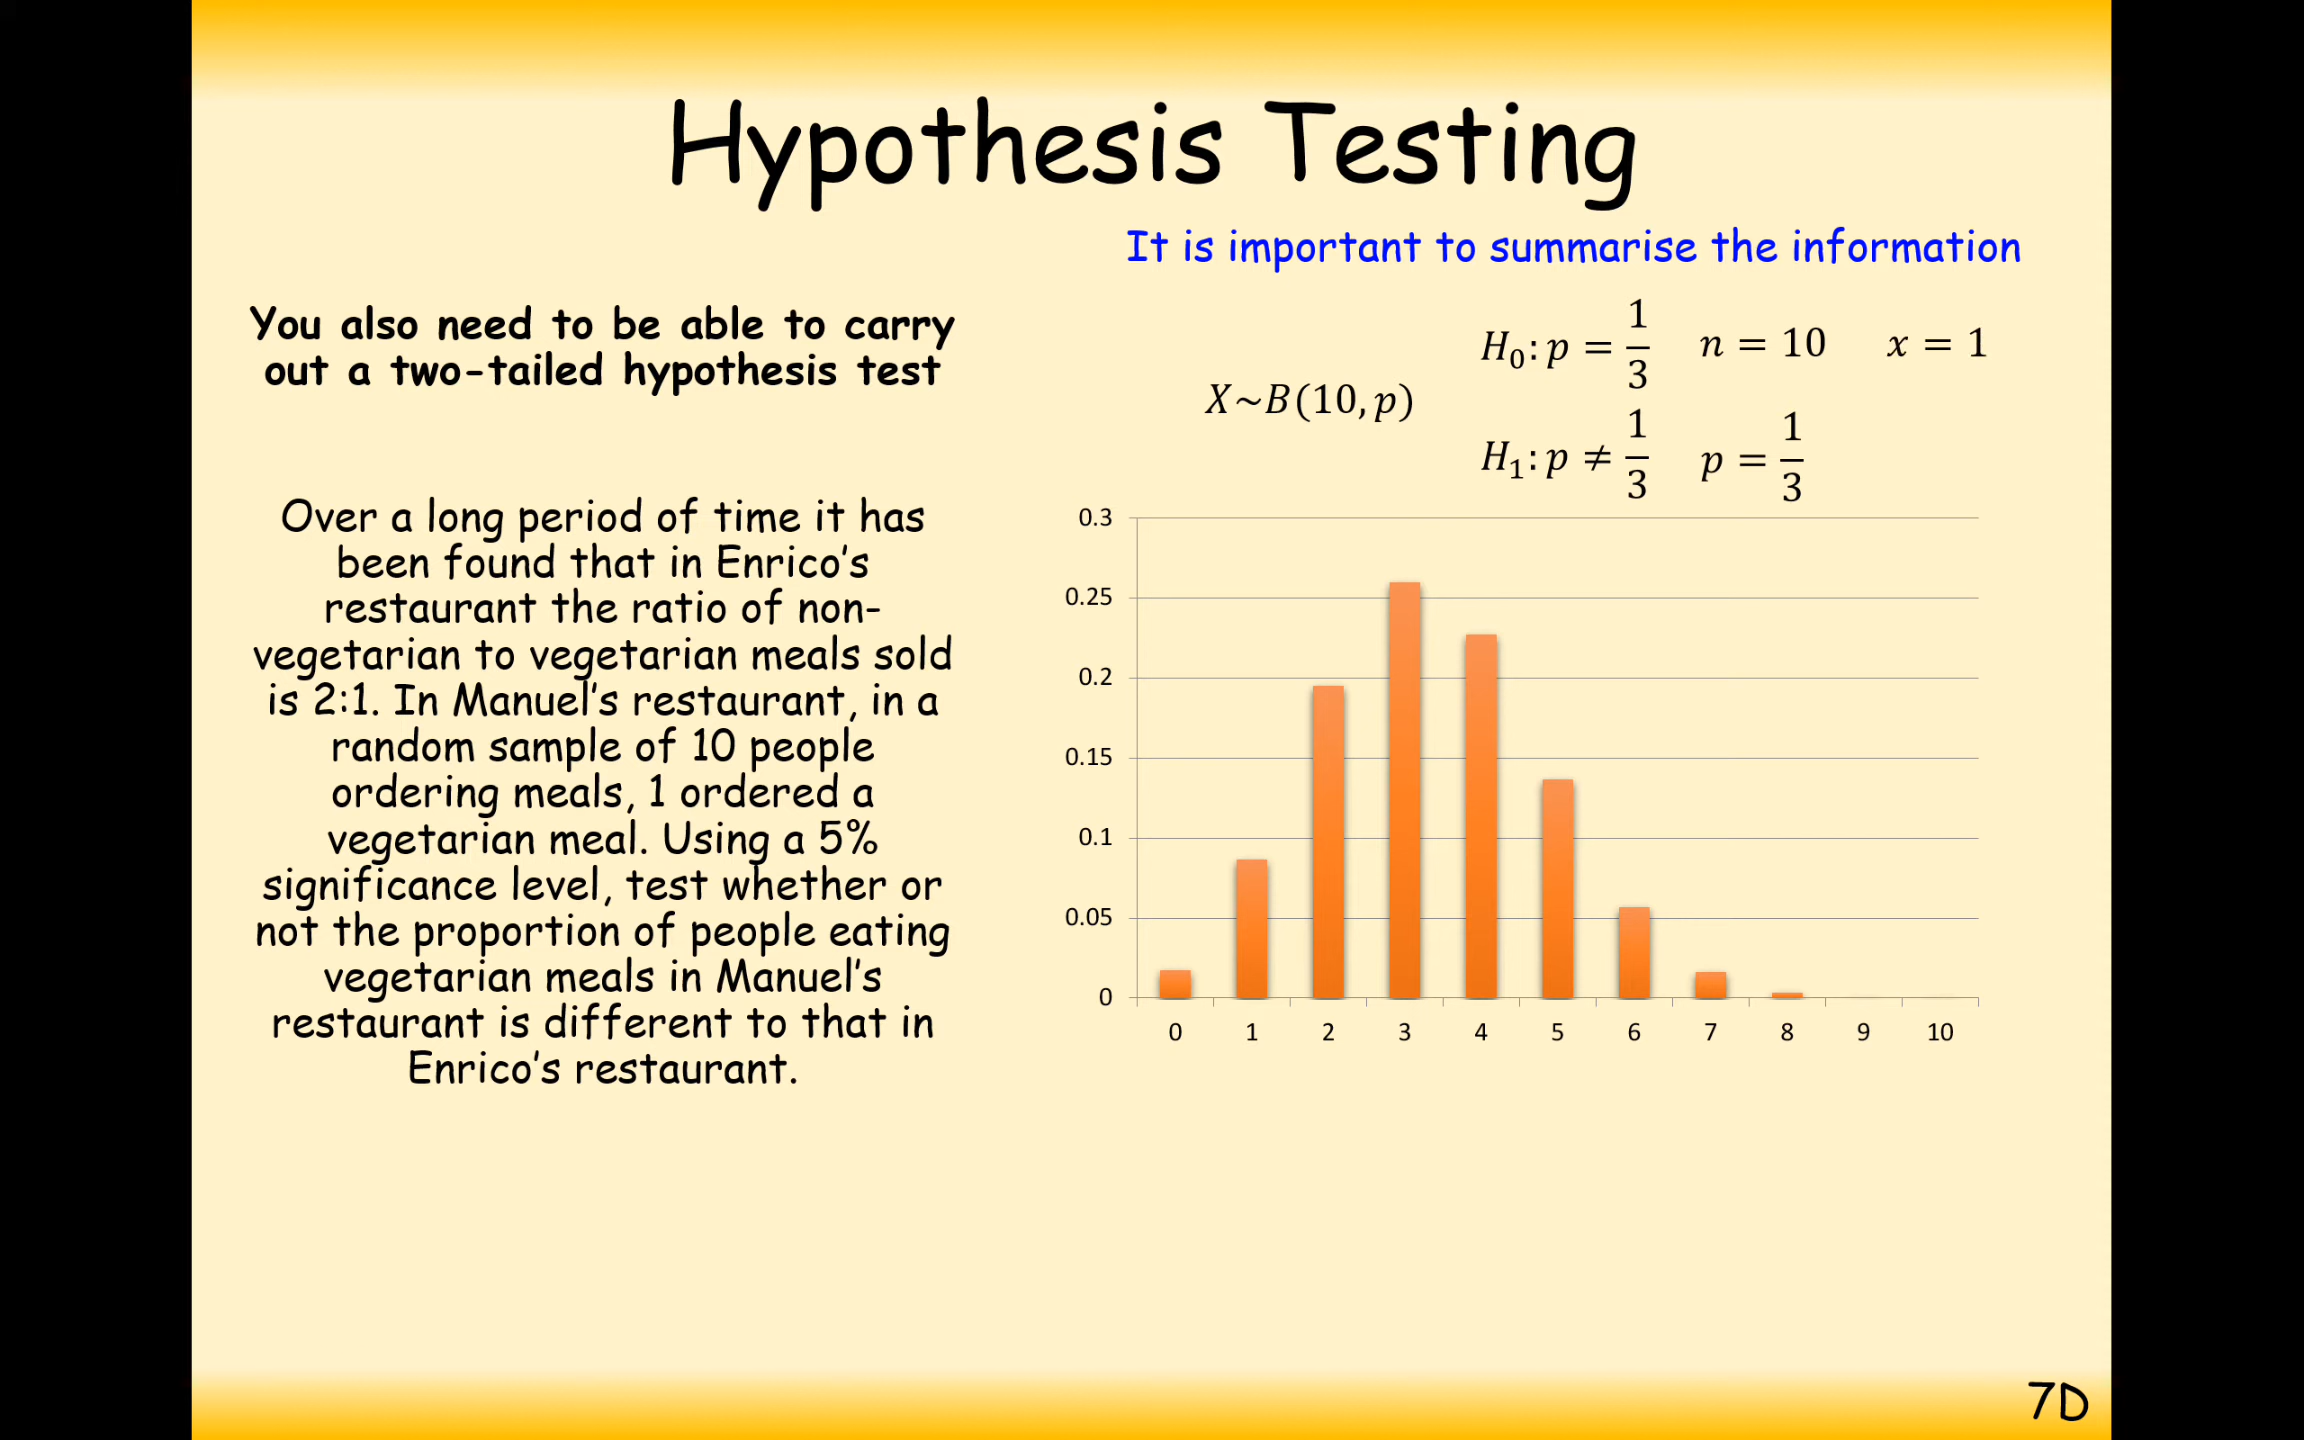 Hypothesis Testing
It is important to summarise the information
You also need to be able to carry
out a two-tailed hypothesis test
Over a long period of time it has
been found that in Enrico's
restaurant the ratio of non-
vegetarian to vegetarian meals sold
is 2:1. In Manuel's restaurant, in a
random sample of 10 people
ordering meals, 1 ordered a
vegetarian meal. Using a 5%
significance level, test whether or
not the proportion of people eating
vegetarian meals in Manuel's
restaurant is different to that in
Enrico's restaurant.
X~B(10, p)
H₀: p = 1/3 n = 10 x = 1
H₁: p ≠ 1/3 p = 1/3
0.3
0.25
0.2
0.15
0.1
0.05
0
0 1 2 3 4 5 6 7 8 9 10
7D